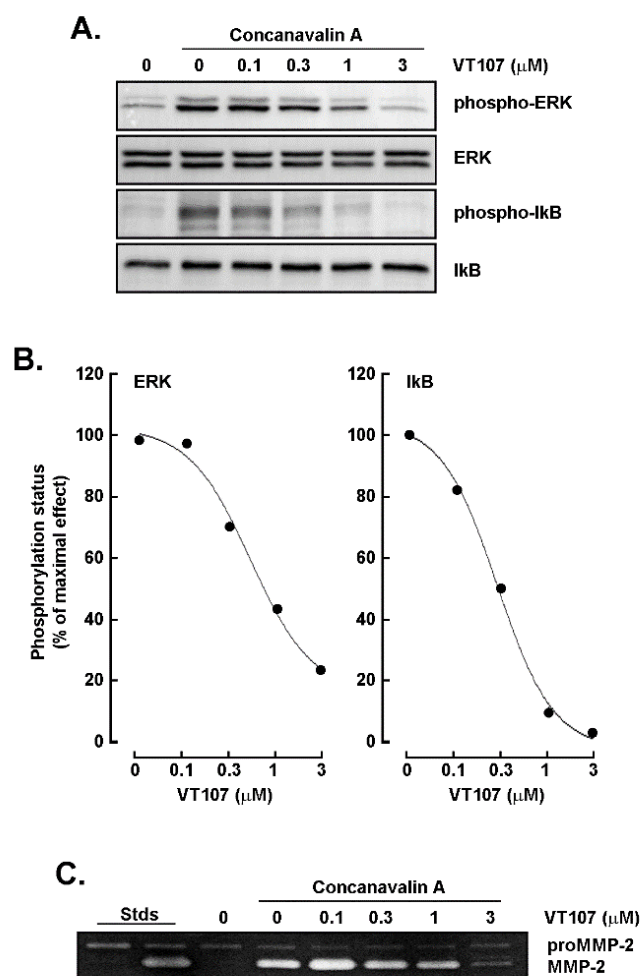 A.
Concanavalin A
0 0 0.1 0.3 1 3 VT107 (μM)
phospho-ERK
ERK
phospho-IkB
IkB
B.
ERK
120
100
80
60
40
20
0
Phosphorylation status
(% of maximal effect)
0 0.1 0.3 1 3
VT107 (μM)
IkB
120
100
80
60
40
20
0
0 0.1 0.3 1 3
VT107 (μM)
C.
Concanavalin A
Stds 0 0 0.1 0.3 1 3 VT107 (μM)
proMMP-2
MMP-2